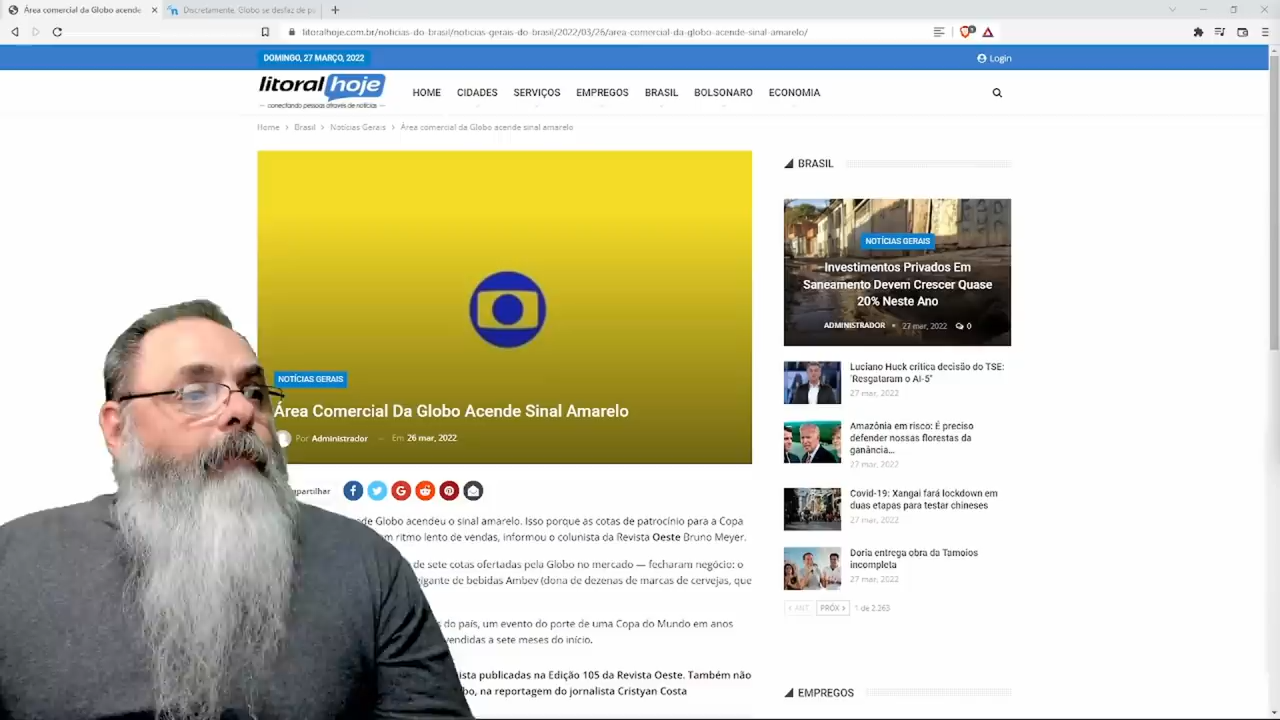 Área comercial da Globo acende
Discretamente, Globo se desfaz de pa
litoralhoje.com.br/noticias-do-brasil/noticias-gerais-do-brasil/2022/03/26/area-comercial-da-globo-acende-sinal-amarelo/
DOMINGO, 27 MARÇO, 2022
Login
litoralhoje
conectando pessoas através de notícias
HOME CIDADES SERVIÇOS EMPREGOS BRASIL BOLSONARO ECONOMIA
Home > Brasil > Notícias Gerais > Área comercial da Globo acende sinal amarelo
NOTÍCIAS GERAIS
Área Comercial Da Globo Acende Sinal Amarelo
Por Administrador — Em 26 mar, 2022
partilhar
de Globo acendeu o sinal amarelo. Isso porque as cotas de patrocínio para a Copa
m ritmo lento de vendas, informou o colunista da Revista Oeste Bruno Meyer.
de sete cotas ofertadas pela Globo no mercado — fecharam negócio: o
gigante de bebidas Ambev (dona de dezenas de marcas de cervejas, que
s do país, um evento do porte de uma Copa do Mundo em anos
vendidas a sete meses do início.
ista publicadas na Edição 105 da Revista Oeste. Também não
bo, na reportagem do jornalista Cristyan Costa
BRASIL
NOTÍCIAS GERAIS
Investimentos Privados Em
Saneamento Devem Crescer Quase
20% Neste Ano
ADMINISTRADOR 27 mar, 2022 0
Luciano Huck critica decisão do TSE:
'Resgataram o AI-5"
27 mar, 2022
Amazônia em risco: É preciso
defender nossas florestas da
ganância…
27 mar, 2022
Covid-19: Xangai fará lockdown em
duas etapas para testar chineses
27 mar, 2022
Doria entrega obra da Tamoios
incompleta
27 mar, 2022
< ANT. PRÓX > 1 de 2.263
EMPREGOS